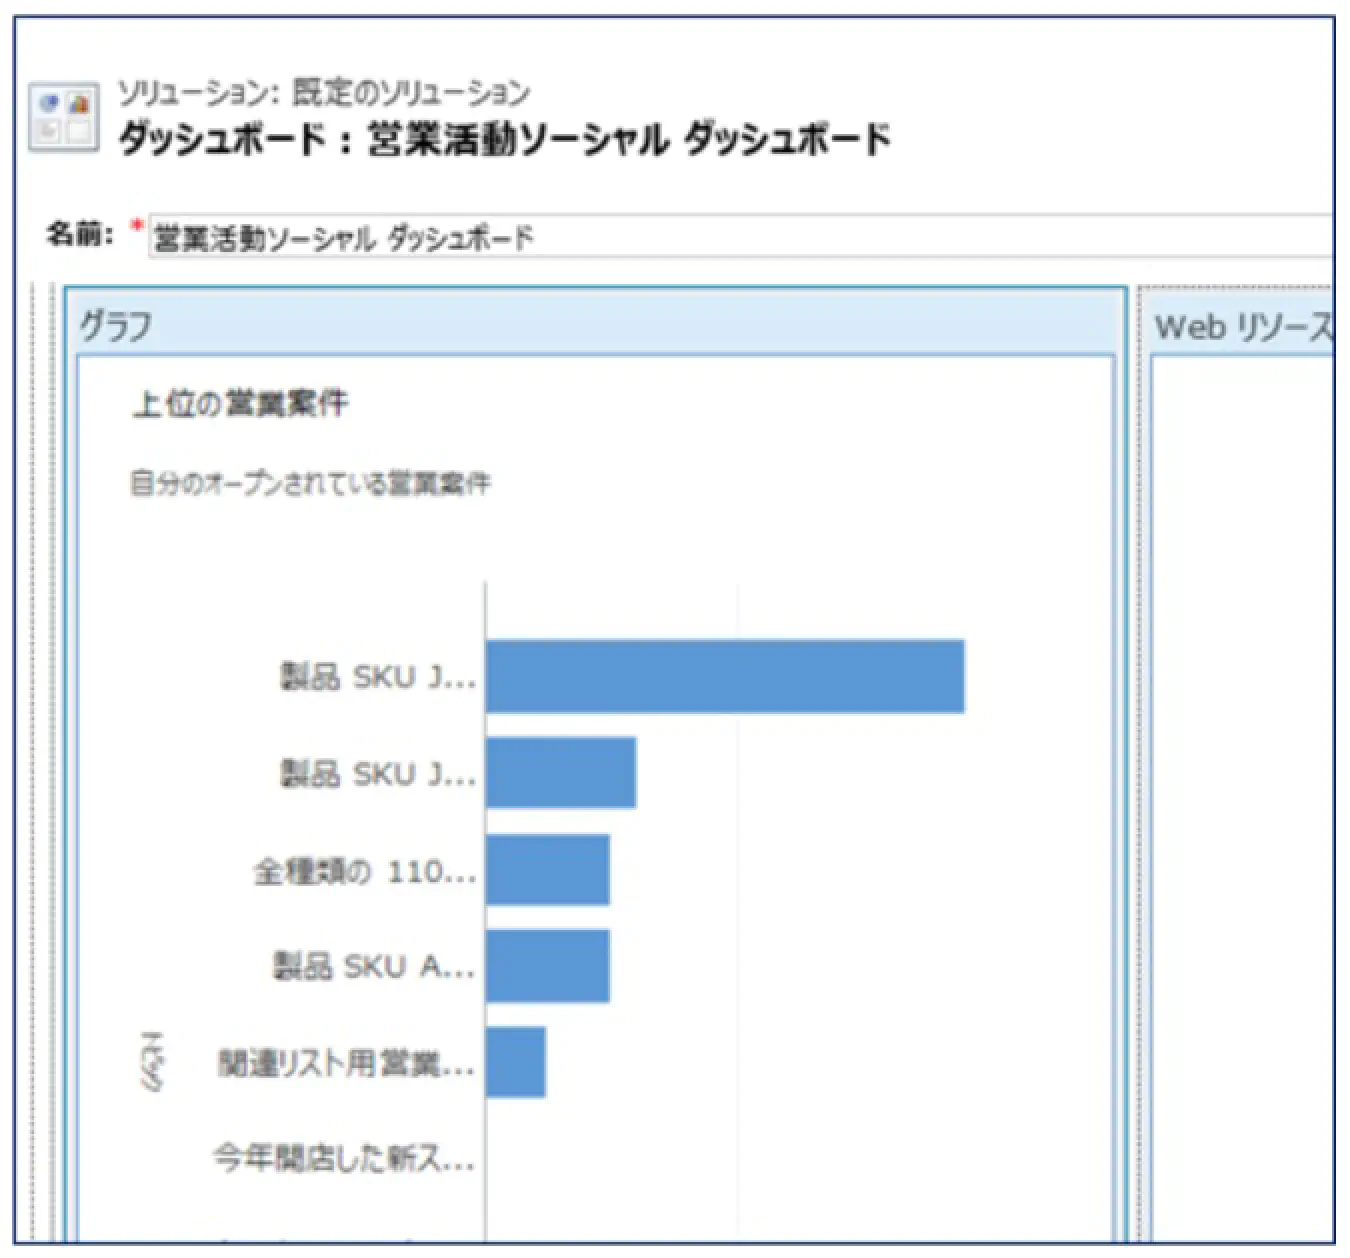 ソリューション: 既定のソリューション
ダッシュボード : 営業活動ソーシャル ダッシュボード
名前: * 営業活動ソーシャル ダッシュボード
グラフ
Web リソース
上位の営業案件
自分のオープンされている営業案件
製品 SKU J...
製品 SKU J...
全種類の 110...
製品 SKU A...
関連リスト用営業...
今年開店した新ス...
トピック